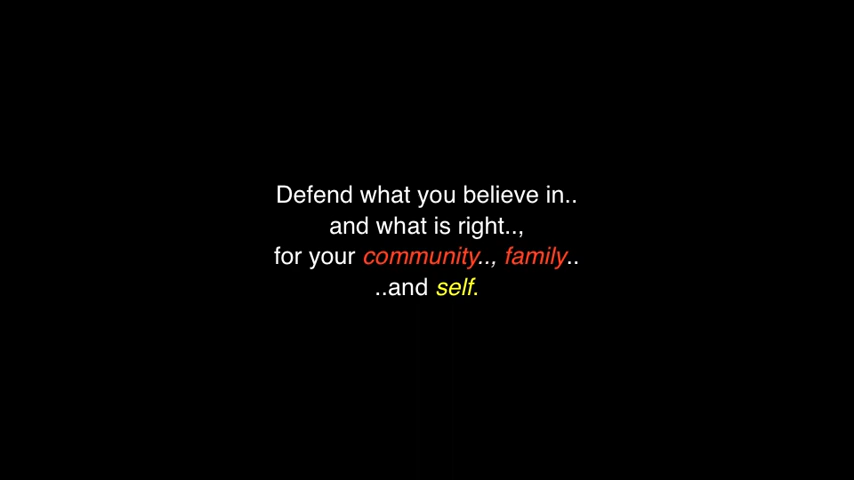 Defend what you believe in..
and what is right..,
for your community.., family..
..and self.